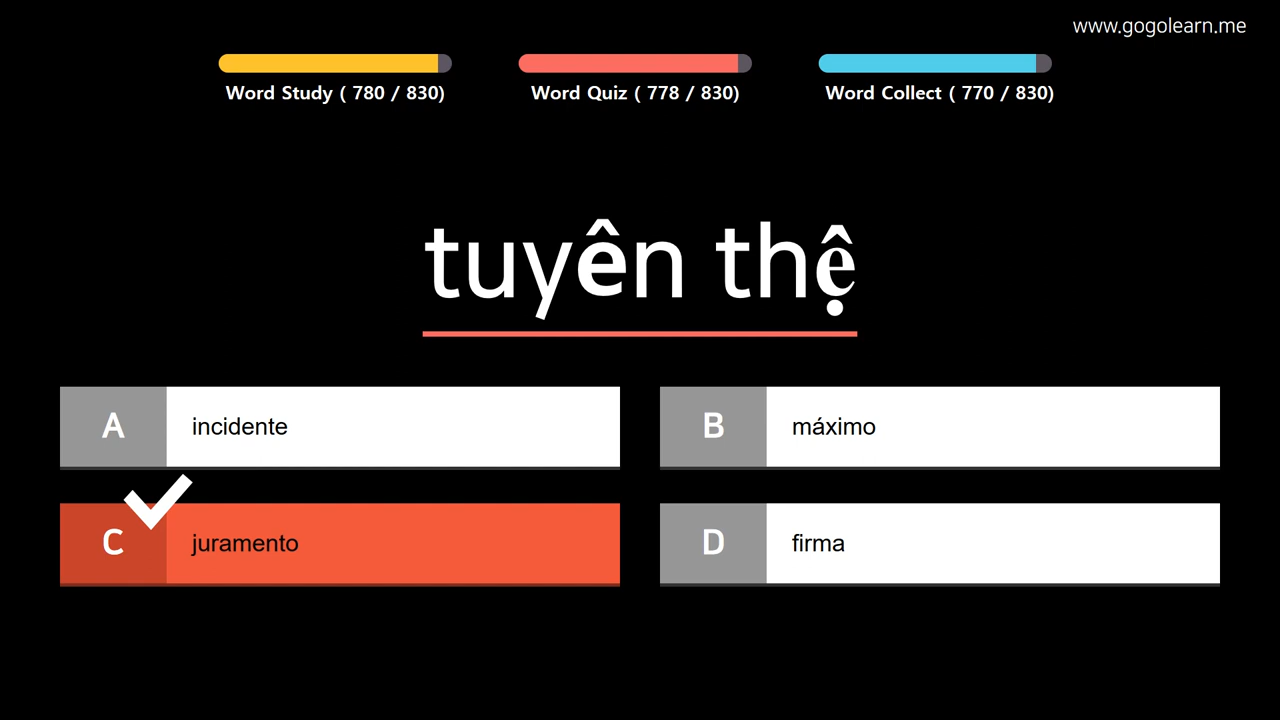 www.gogolearn.me
Word Study ( 780 / 830) Word Quiz ( 778 / 830) Word Collect ( 770 / 830)
tuyên thệ
A incidente
B máximo
C juramento
D firma